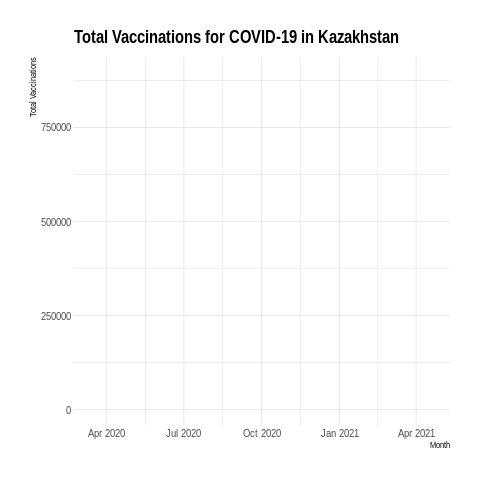 Total Vaccinations for COVID-19 in Kazakhstan
Total Vaccinations
750000
500000
250000
0
Apr 2020 Jul 2020 Oct 2020 Jan 2021 Apr 2021
Month